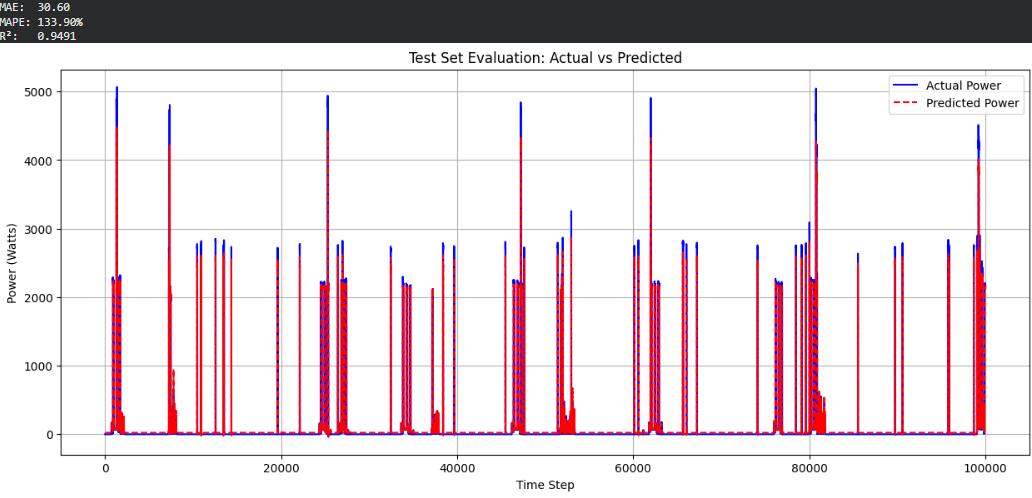 MAE: 30.60
MAPE: 133.90%
R²: 0.9491
Test Set Evaluation: Actual vs Predicted
Actual Power
Predicted Power
5000
4000
3000
2000
1000
0
Power (Watts)
0 20000 40000 60000 80000 100000
Time Step